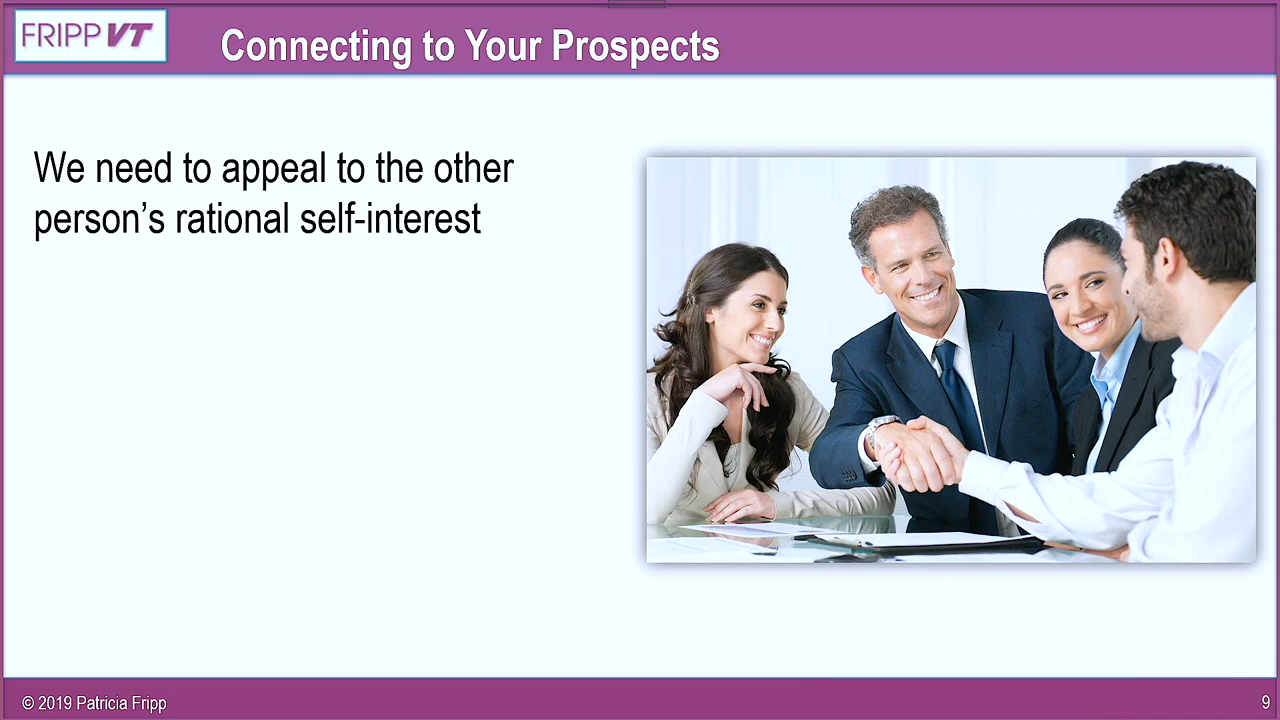 FRIPP VT
Connecting to Your Prospects
We need to appeal to the other
person’s rational self-interest
© 2019 Patricia Fripp
9